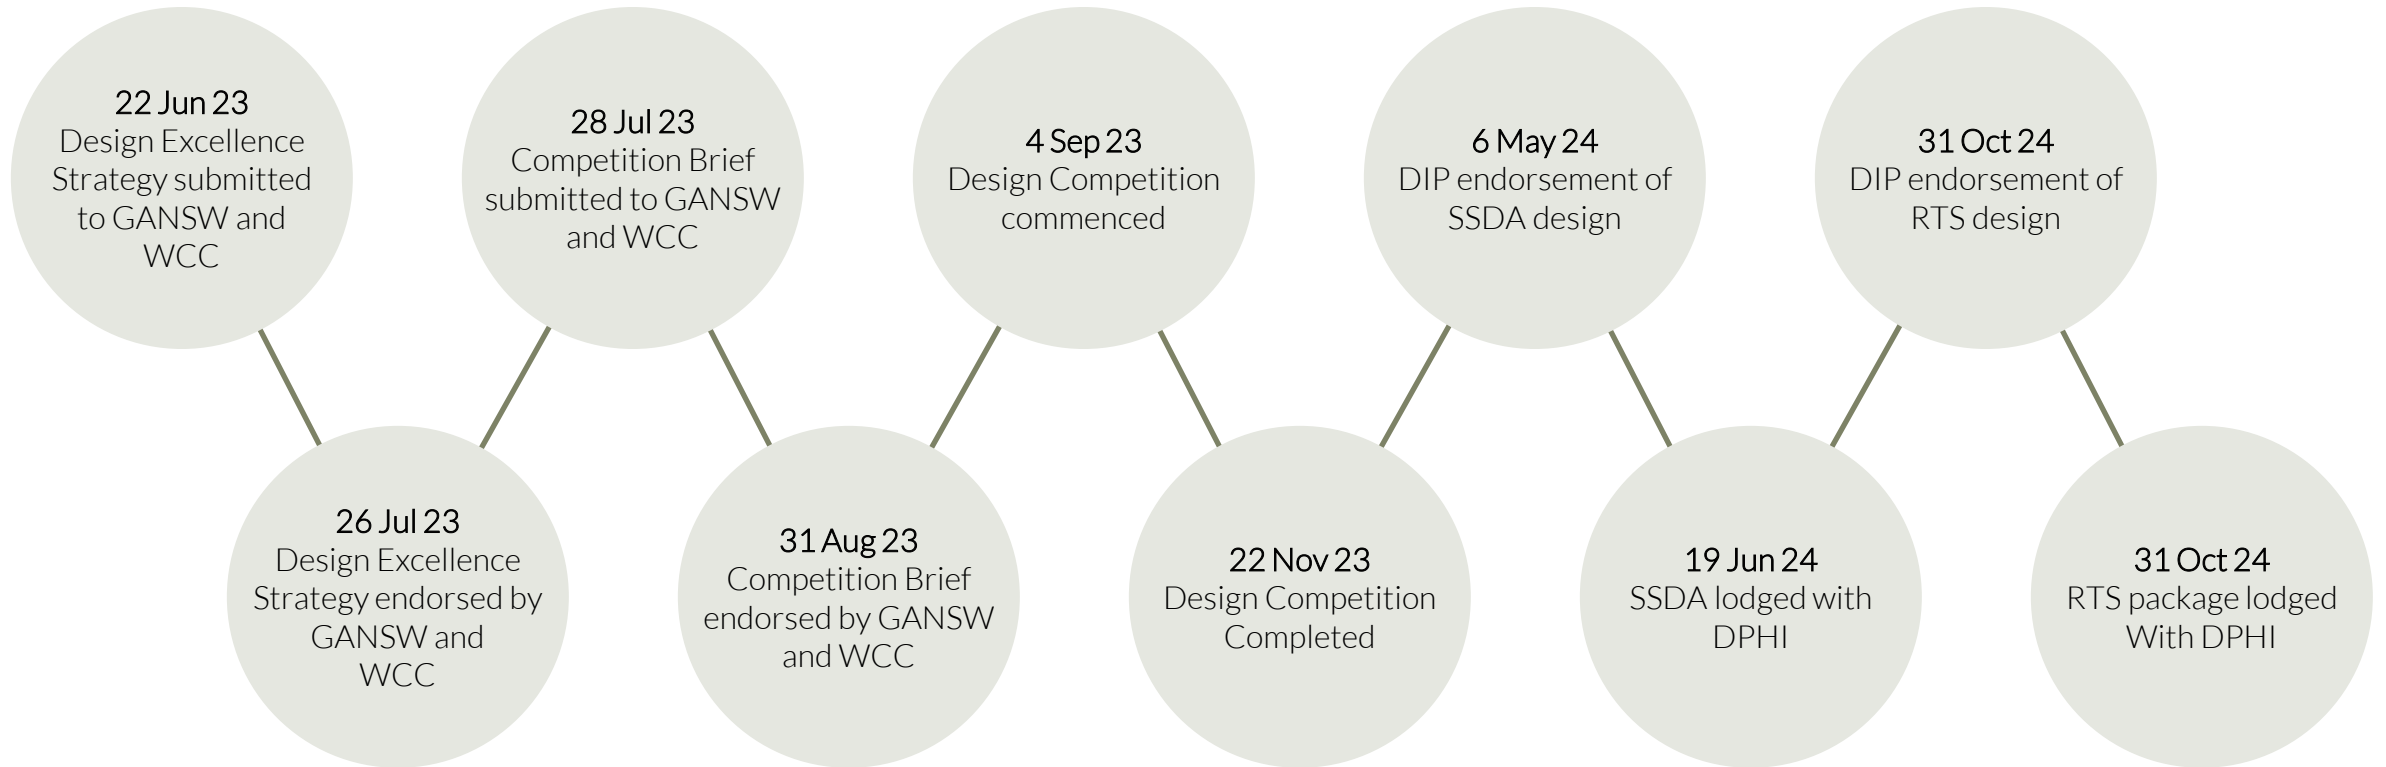 22 Jun 23
Design Excellence
Strategy submitted
to GANSW and
WCC
26 Jul 23
Design Excellence
Strategy endorsed by
GANSW and
WCC
28 Jul 23
Competition Brief
submitted to GANSW
and WCC
31 Aug 23
Competition Brief
endorsed by GANSW
and WCC
4 Sep 23
Design Competition
commenced
22 Nov 23
Design Competition
Completed
6 May 24
DIP endorsement of
SSDA design
19 Jun 24
SSDA lodged with
DPHI
31 Oct 24
DIP endorsement of
RTS design
31 Oct 24
RTS package lodged
With DPHI